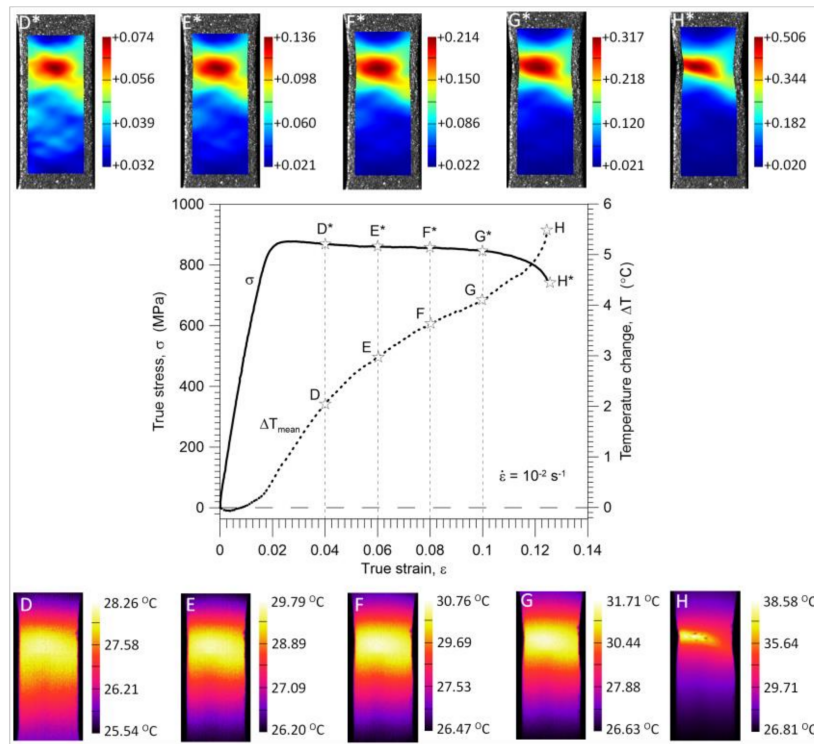 D* E* F* G* H*
+0.074 +0.136 +0.214 +0.317 +0.506
+0.056 +0.098 +0.150 +0.218 +0.344
+0.039 +0.060 +0.086 +0.120 +0.182
+0.032 +0.021 +0.022 +0.021 +0.020
1000 6
D* E* F* G* H
800 5
σ H*
G 4
600 F
E 3
400
D 2
ΔTmean
200 1
ε̇ = 10⁻² s⁻¹
0 0
0 0.02 0.04 0.06 0.08 0.1 0.12 0.14
True strain, ε
True stress, σ (MPa)
Temperature change, ΔT (°C)
D E F G H
28.26 °C 29.79 °C 30.76 °C 31.71 °C 38.58 °C
27.58 28.89 29.69 30.44 35.64
26.21 27.09 27.53 27.88 29.71
25.54 °C 26.20 °C 26.47 °C 26.63 °C 26.81 °C